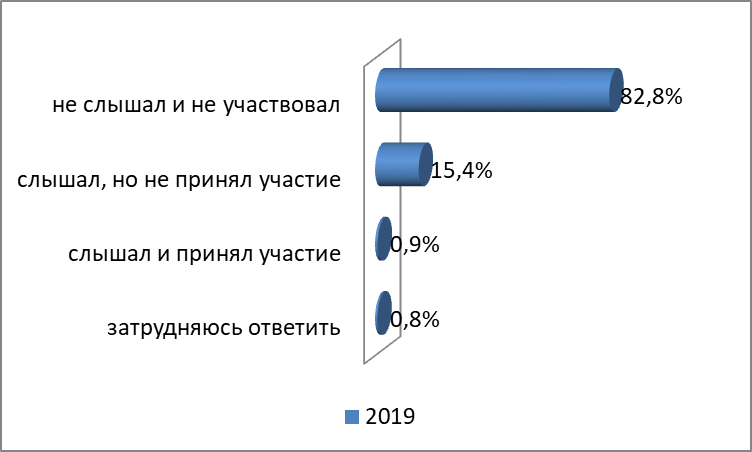 не слышал и не участвовал
82,8%
слышал, но не принял участие
15,4%
слышал и принял участие
0,9%
затрудняюсь ответить
0,8%
2019